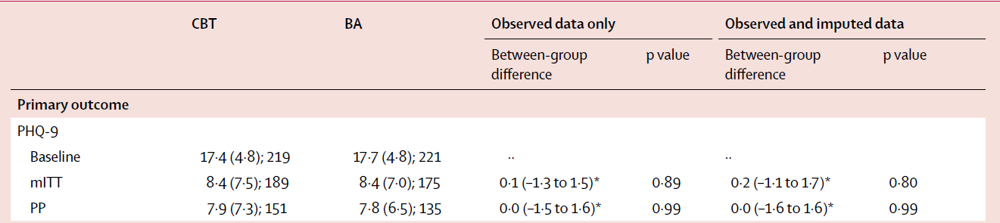 CBT BA Observed data only Observed and imputed data
Between-group difference p value Between-group difference p value
Primary outcome
PHQ-9
Baseline 17·4 (4·8); 219 17·7 (4·8); 221 ·· ··
mITT 8·4 (7·5); 189 8·4 (7·0); 175 0·1 (–1·3 to 1·5)* 0·89 0·2 (–1·1 to 1·7)* 0·80
PP 7·9 (7·3); 151 7·8 (6·5); 135 0·0 (–1·5 to 1·6)* 0·99 0·0 (–1·6 to 1·6)* 0·99